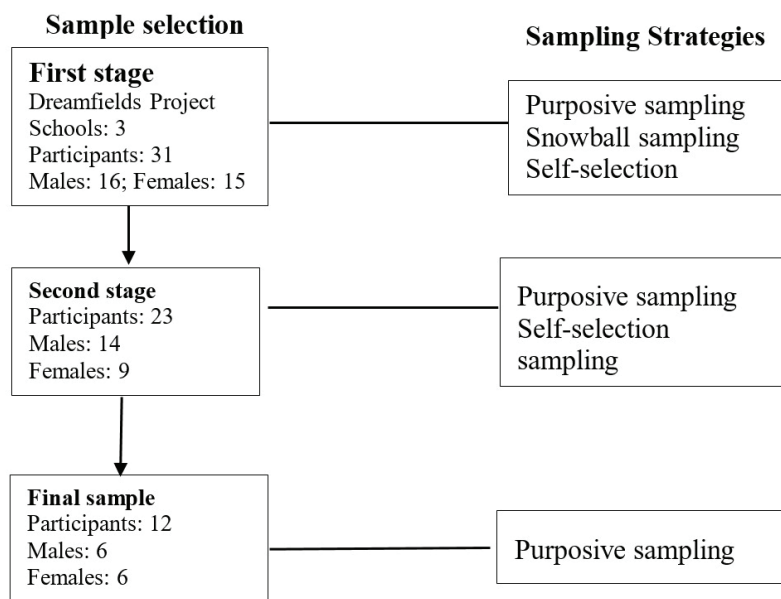 Sample selection
Sampling Strategies
First stage
Dreamfields Project
Schools: 3
Participants: 31
Males: 16; Females: 15
Purposive sampling
Snowball sampling
Self-selection
Second stage
Participants: 23
Males: 14
Females: 9
Purposive sampling
Self-selection
sampling
Final sample
Participants: 12
Males: 6
Females: 6
Purposive sampling